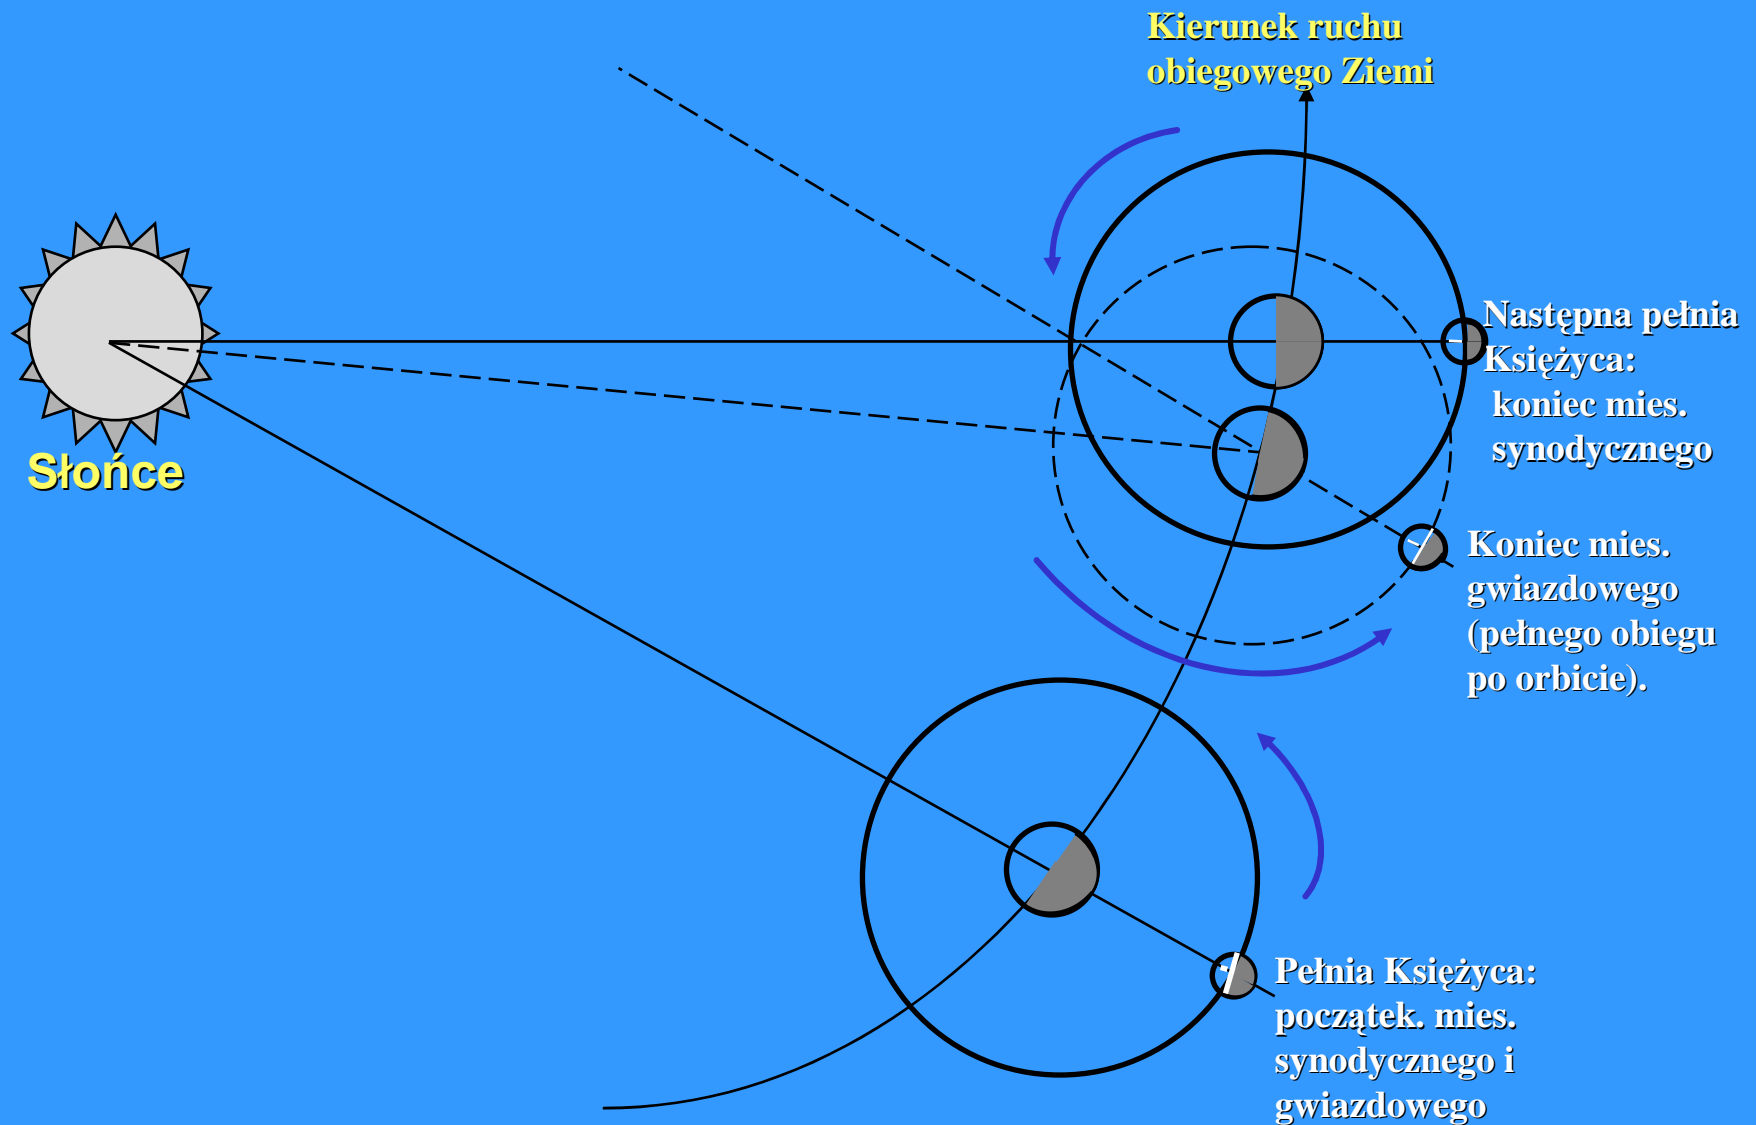 Kierunek ruchu
obiegowego Ziemi
Słońce
Następna pełnia
Księżyca:
koniec mies.
synodycznego
Koniec mies.
gwiazdowego
(pełnego obiegu
po orbicie).
Pełnia Księżyca:
początek. mies.
synodycznego i
gwiazdowego